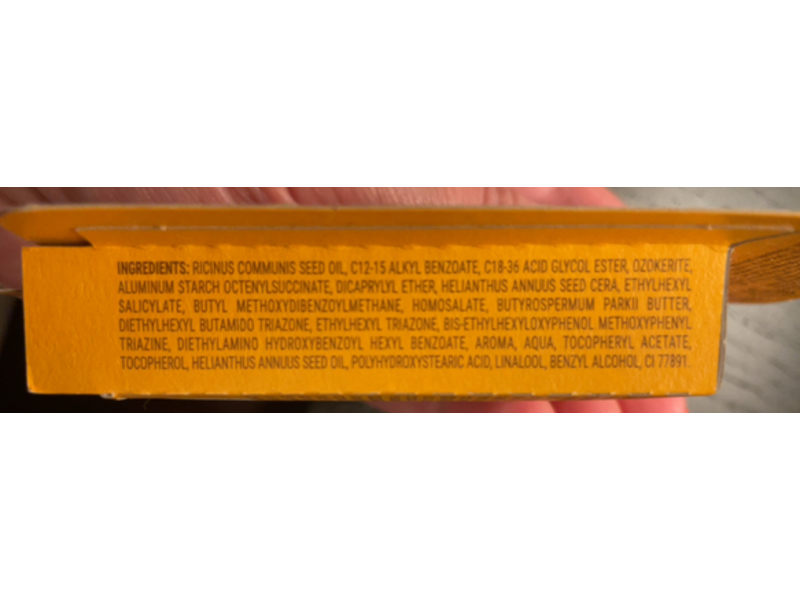 INGREDIENTS: RICINUS COMMUNIS SEED OIL, C12-15 ALKYL BENZOATE, C18-36 ACID GLYCOL ESTER, OZOKERITE,
ALUMINUM STARCH OCTENYLSUCCINATE, DICAPRYLYL ETHER, HELIANTHUS ANNUUS SEED CERA, ETHYLHEXYL
SALICYLATE, BUTYL METHOXYDIBENZOYLMETHANE, HOMOSALATE, BUTYROSPERMUM PARKII BUTTER,
DIETHYLHEXYL BUTAMIDO TRIAZONE, ETHYLHEXYL TRIAZONE, BIS-ETHYLHEXYLOXYPHENOL METHOXYPHENYL
TRIAZINE, DIETHYLAMINO HYDROXYBENZOYL HEXYL BENZOATE, AROMA, AQUA, TOCOPHERYL ACETATE,
TOCOPHEROL, HELIANTHUS ANNUUS SEED OIL, POLYHYDROXYSTEARIC ACID, LINALOOL, BENZYL ALCOHOL, CI 77891.